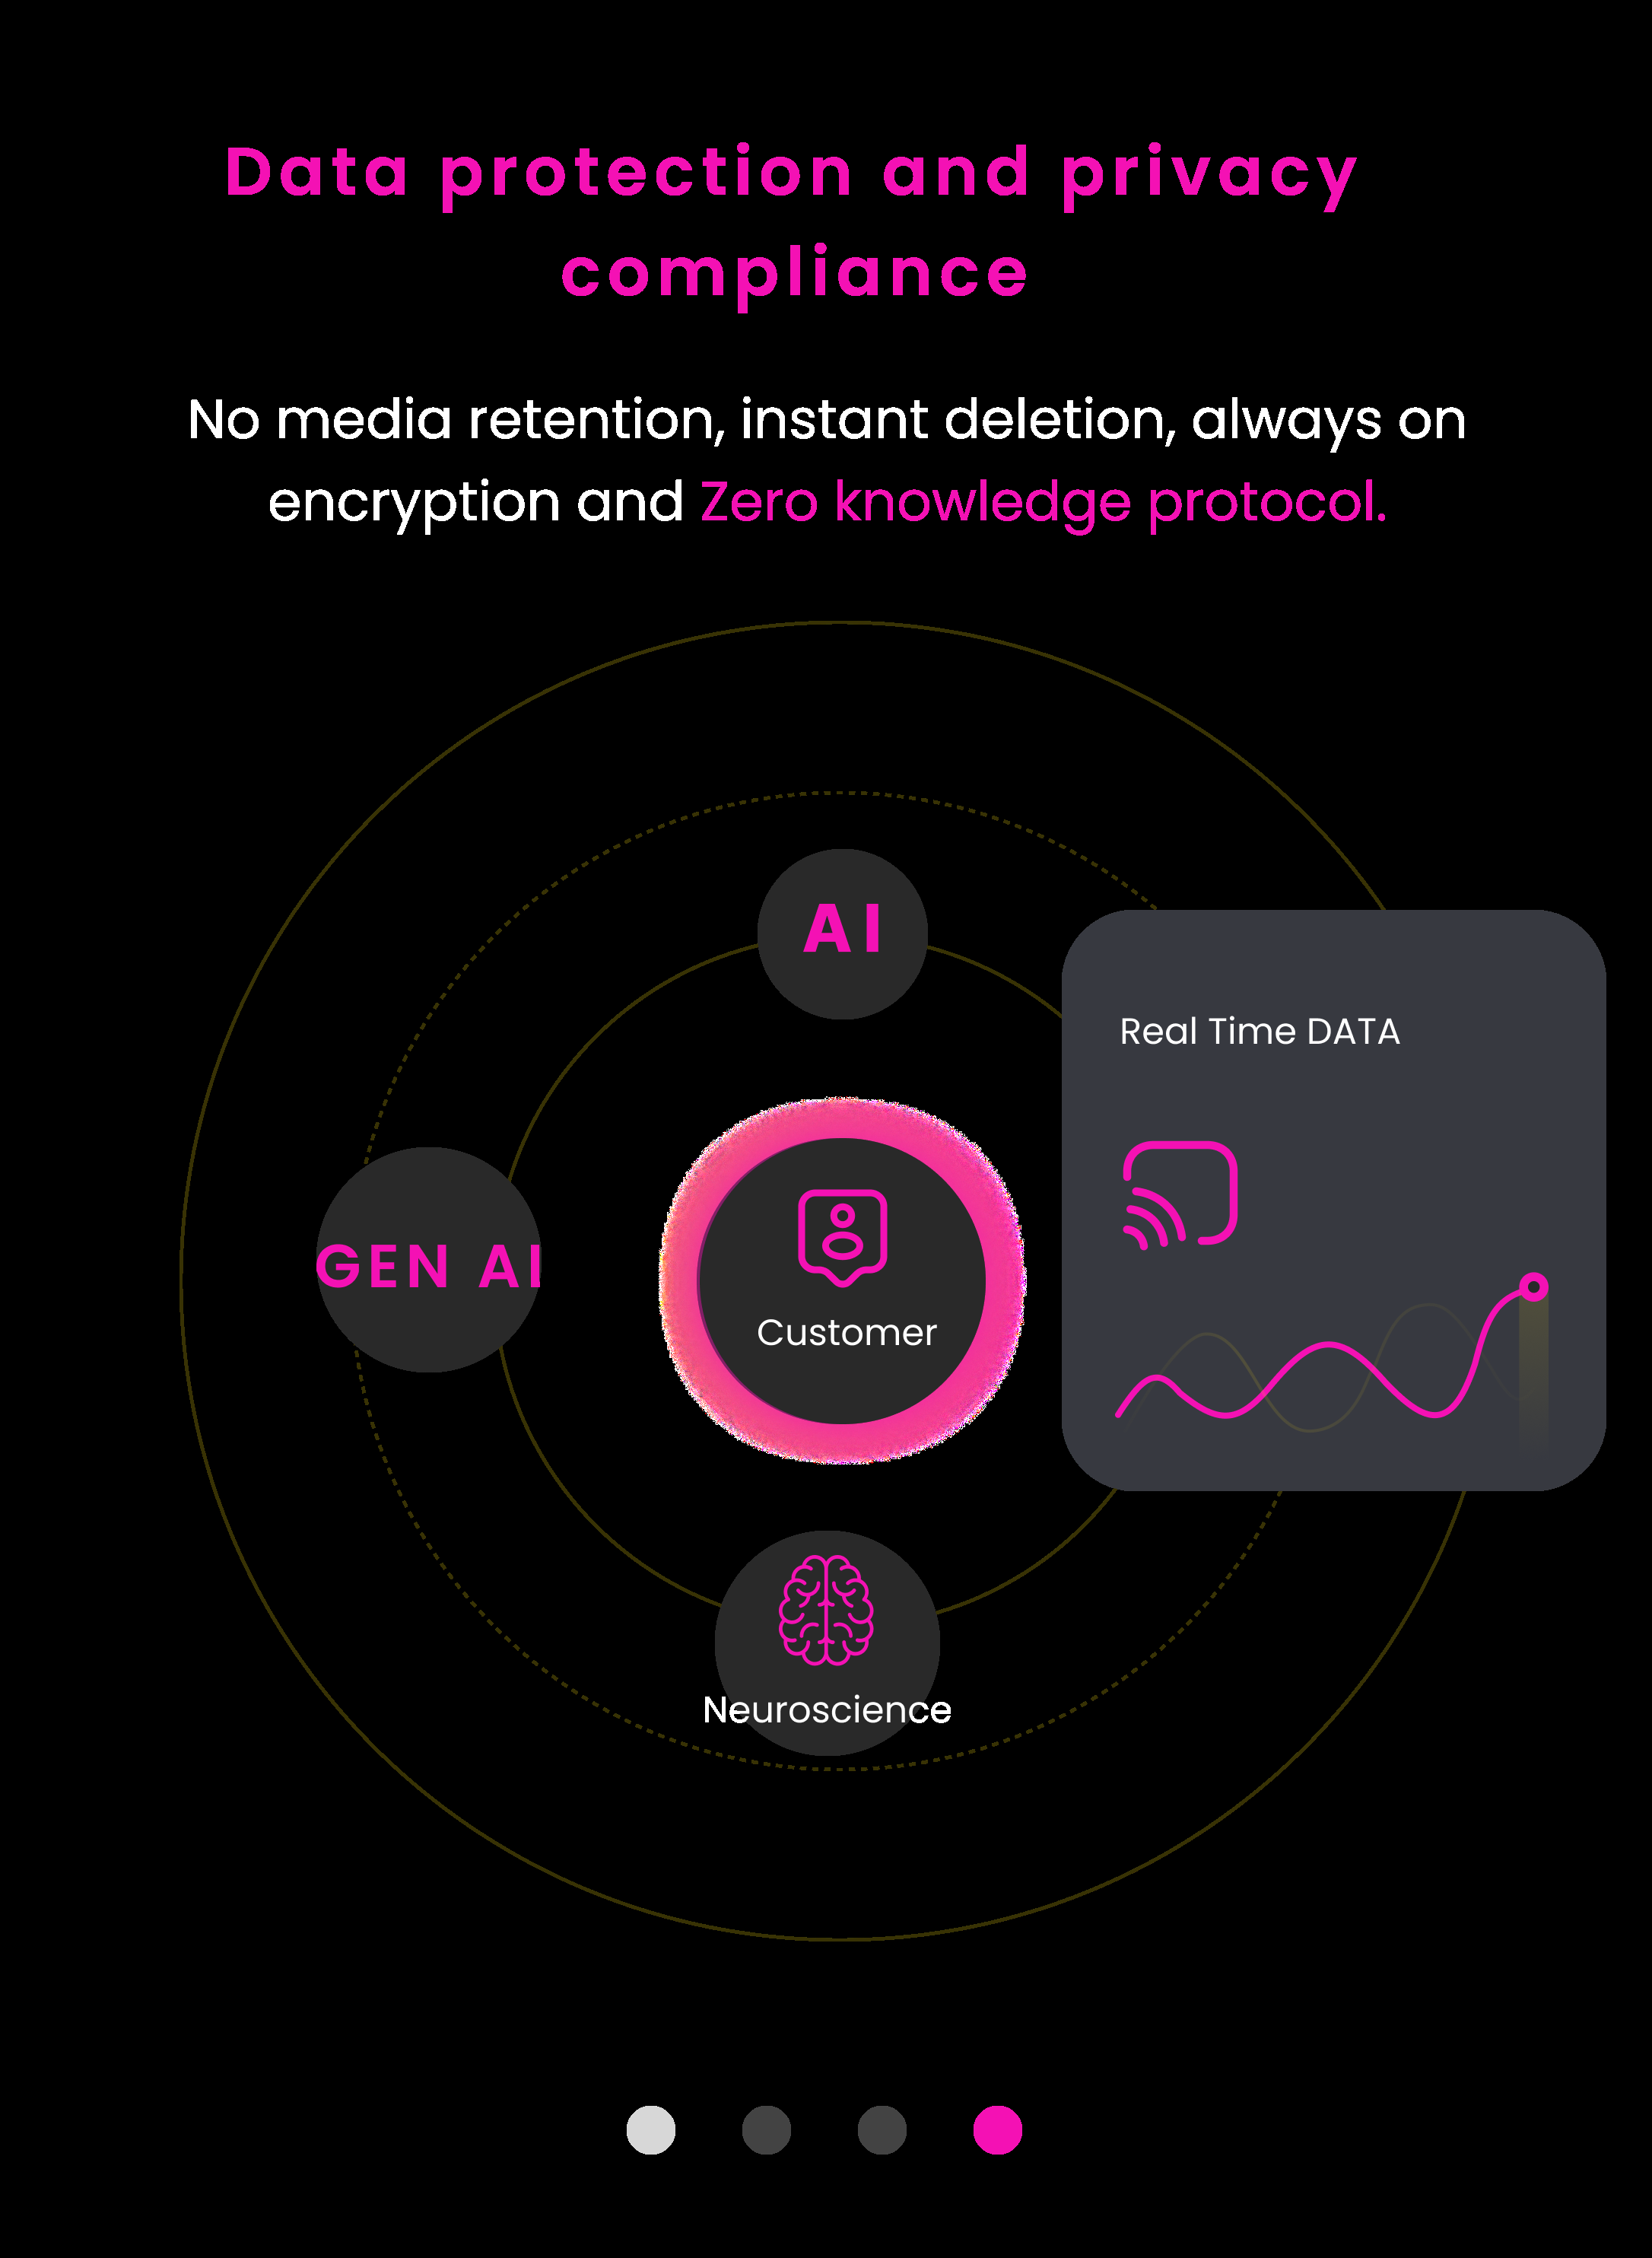 Data protection and privacy
compliance
No media retention, instant deletion, always on
encryption and Zero knowledge protocol.
AI
Real Time DATA
GEN AI
Customer
Neuroscience